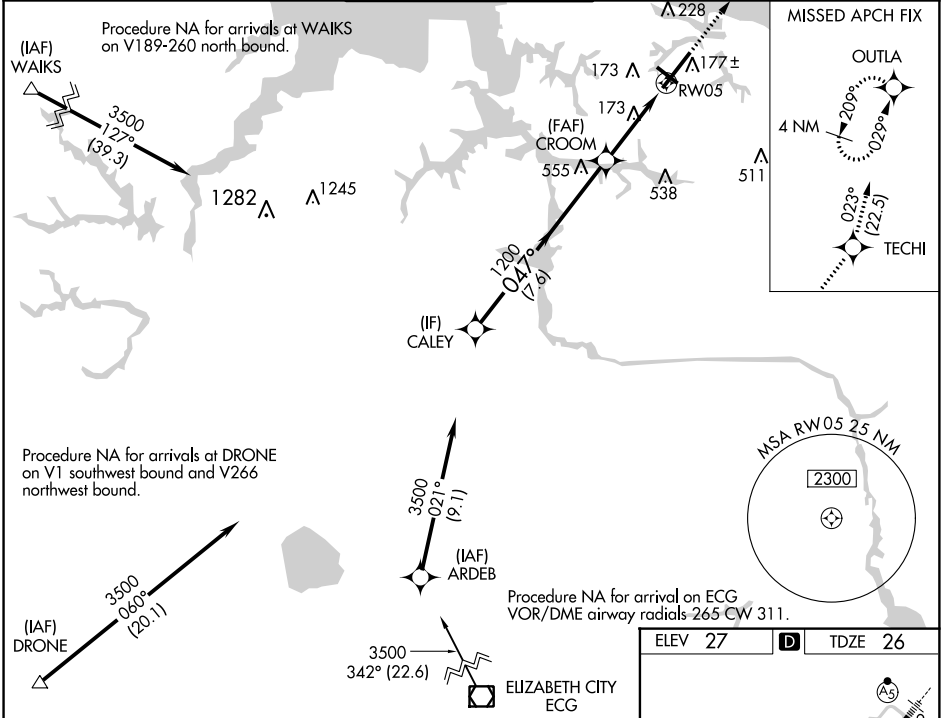 Procedure NA for arrivals at WAIKS
on V189-260 north bound.
(IAF)
WAIKS
3500
127°
(39.3)
1282
1245
228
173
177±
RW05
173
(FAF)
CROOM
555
538
511
MISSED APCH FIX
OUTLA
4 NM
209°
029°
023°
(22.5)
TECHI
1200
047°
(7.6)
(IF)
CALEY
Procedure NA for arrivals at DRONE
on V1 southwest bound and V266
northwest bound.
3500
060°
(20.1)
(IAF)
DRONE
3500
021°
(9.1)
(IAF)
ARDEB
MSA RW05 25 NM
2300
Procedure NA for arrival on ECG
VOR/DME airway radials 265 CW 311.
3500
342° (22.6)
ELIZABETH CITY
ECG
ELEV 27 D TDZE 26
A5